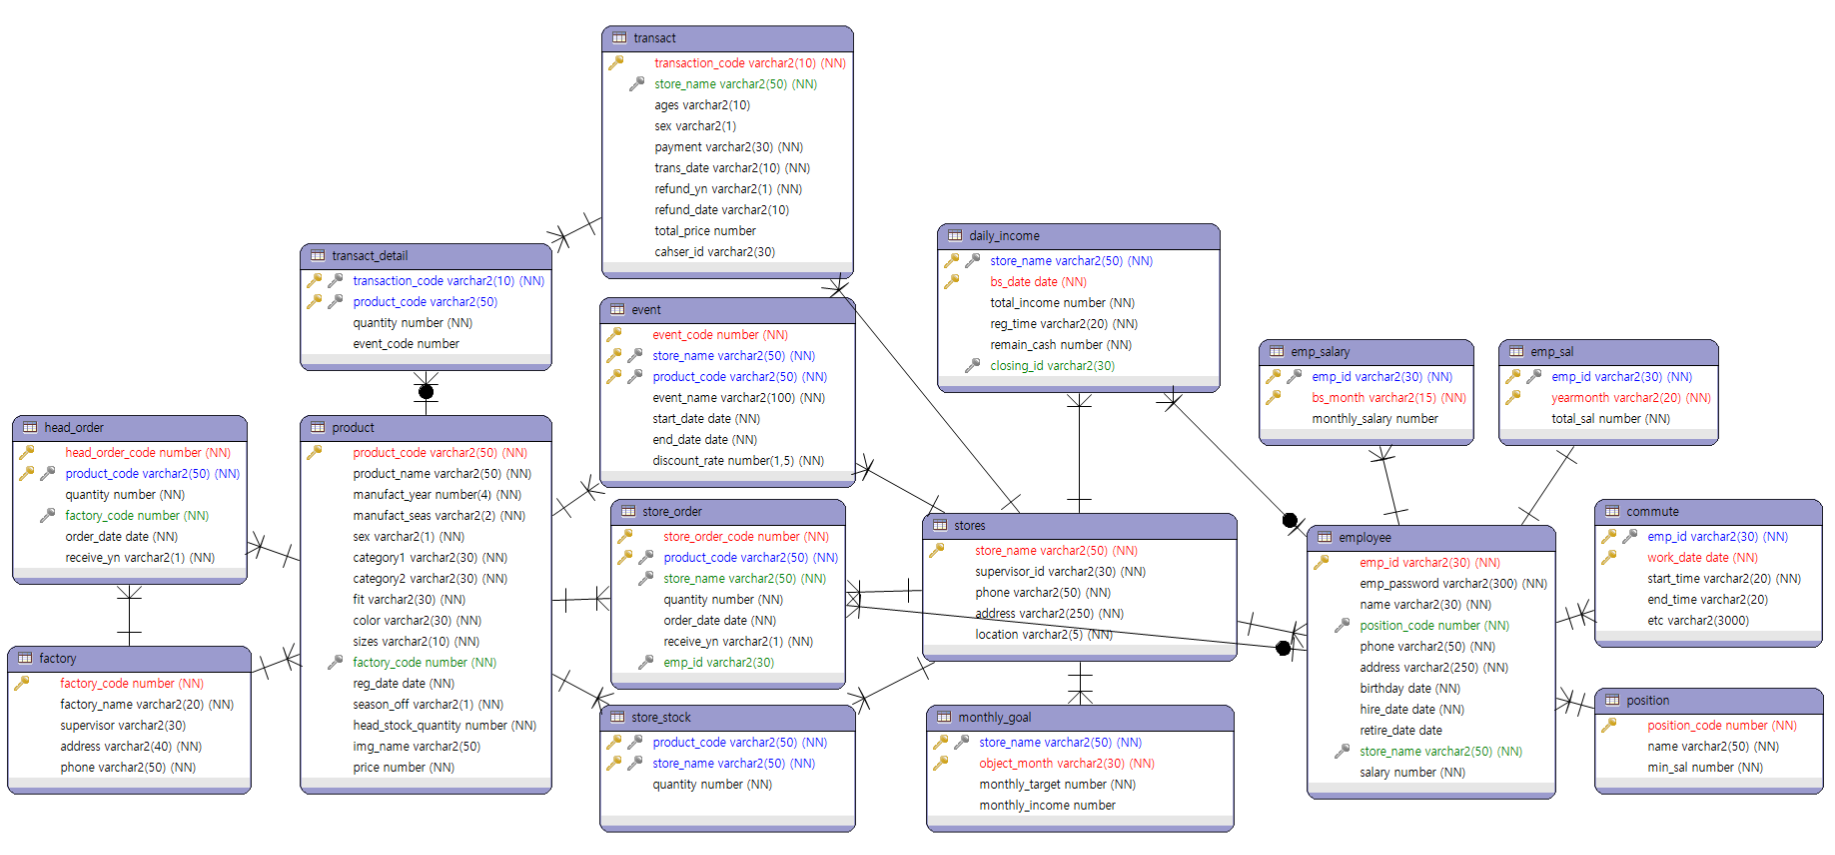 transact
transaction_code varchar2(10) (NN)
store_name varchar2(50) (NN)
ages varchar2(10)
sex varchar2(1)
payment varchar2(30) (NN)
trans_date varchar2(10) (NN)
refund_yn varchar2(1) (NN)
refund_date varchar2(10)
total_price number
cahser_id varchar2(30)
transact_detail
transaction_code varchar2(10) (NN)
product_code varchar2(50)
quantity number (NN)
event_code number
event
event_code number (NN)
store_name varchar2(50) (NN)
product_code varchar2(50) (NN)
event_name varchar2(100) (NN)
start_date date (NN)
end_date date (NN)
discount_rate number(1,5) (NN)
daily_income
store_name varchar2(50) (NN)
bs_date date (NN)
total_income number (NN)
reg_time varchar2(20) (NN)
remain_cash number (NN)
closing_id varchar2(30)
emp_salary
emp_id varchar2(30) (NN)
bs_month varchar2(15) (NN)
monthly_salary number
emp_sal
emp_id varchar2(30) (NN)
yearmonth varchar2(20) (NN)
total_sal number (NN)
head_order
head_order_code number (NN)
product_code varchar2(50) (NN)
quantity number (NN)
factory_code number (NN)
order_date date (NN)
receive_yn varchar2(1) (NN)
product
product_code varchar2(50) (NN)
product_name varchar2(50) (NN)
manufact_year number(4) (NN)
manufact_seas varchar2(2) (NN)
sex varchar2(1) (NN)
category1 varchar2(30) (NN)
category2 varchar2(30) (NN)
fit varchar2(30) (NN)
color varchar2(30) (NN)
sizes varchar2(10) (NN)
factory_code number (NN)
reg_date date (NN)
season_off varchar2(1) (NN)
head_stock_quantity number (NN)
img_name varchar2(50)
price number (NN)
store_order
store_order_code number (NN)
product_code varchar2(50) (NN)
store_name varchar2(50) (NN)
quantity number (NN)
order_date date (NN)
receive_yn varchar2(1) (NN)
emp_id varchar2(30)
stores
store_name varchar2(50) (NN)
supervisor_id varchar2(30) (NN)
phone varchar2(50) (NN)
address varchar2(250) (NN)
location varchar2(5) (NN)
employee
emp_id varchar2(30) (NN)
emp_password varchar2(300) (NN)
name varchar2(30) (NN)
position_code number (NN)
phone varchar2(50) (NN)
address varchar2(250) (NN)
birthday date (NN)
hire_date date (NN)
retire_date date
store_name varchar2(50) (NN)
salary number (NN)
commute
emp_id varchar2(30) (NN)
work_date date (NN)
start_time varchar2(20) (NN)
end_time varchar2(20)
etc varchar2(3000)
factory
factory_code number (NN)
factory_name varchar2(20) (NN)
supervisor varchar2(30)
address varchar2(40) (NN)
phone varchar2(50) (NN)
store_stock
product_code varchar2(50) (NN)
store_name varchar2(50) (NN)
quantity number (NN)
monthly_goal
store_name varchar2(50) (NN)
object_month varchar2(30) (NN)
monthly_target number (NN)
monthly_income number
position
position_code number (NN)
name varchar2(50) (NN)
min_sal number (NN)